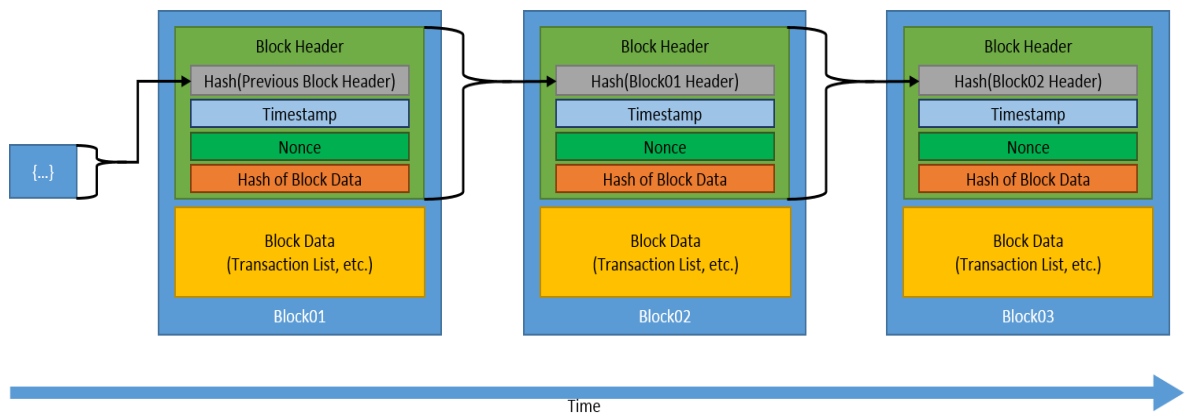 {...}
Block Header
Hash(Previous Block Header)
Timestamp
Nonce
Hash of Block Data
Block Data
(Transaction List, etc.)
Block01
Block Header
Hash(Block01 Header)
Timestamp
Nonce
Hash of Block Data
Block Data
(Transaction List, etc.)
Block02
Block Header
Hash(Block02 Header)
Timestamp
Nonce
Hash of Block Data
Block Data
(Transaction List, etc.)
Block03
Time